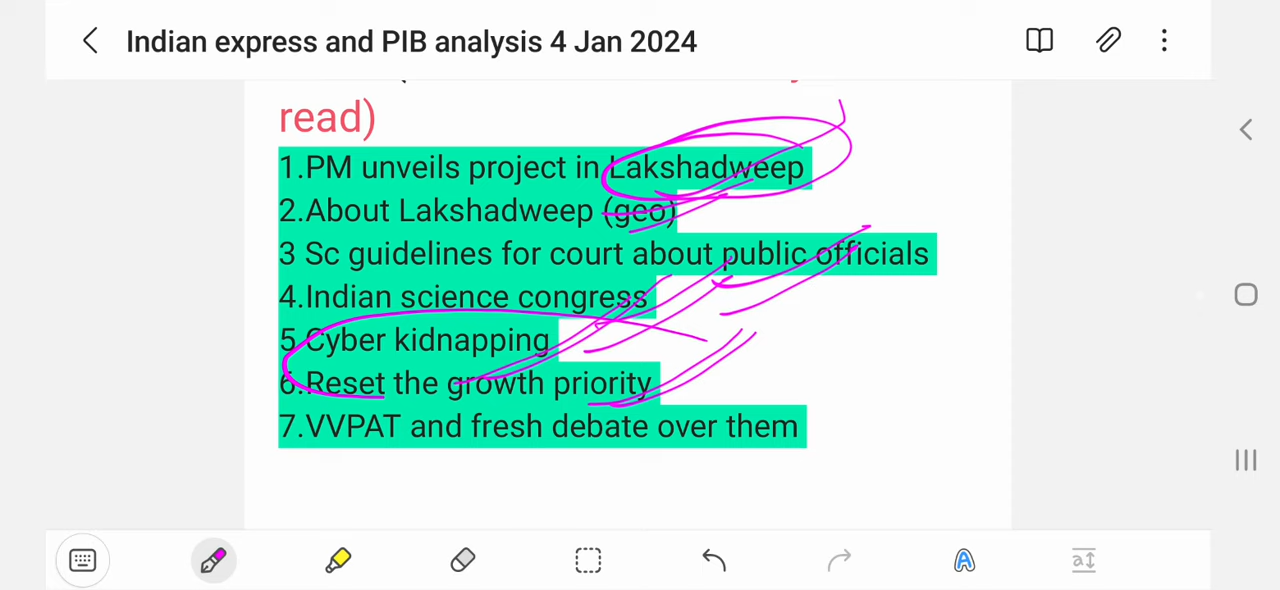 Indian express and PIB analysis 4 Jan 2024
read)
1.PM unveils project in Lakshadweep
2.About Lakshadweep (geo)
3 Sc guidelines for court about public officials
4.Indian science congress
5 Cyber kidnapping
6.Reset the growth priority
7.VVPAT and fresh debate over them